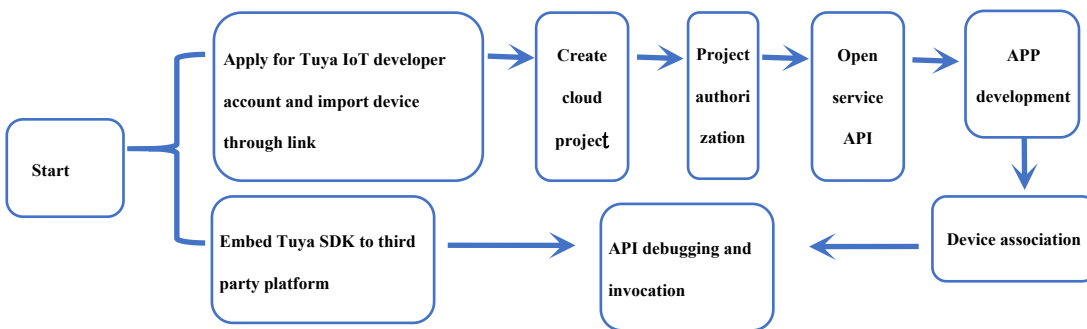 Start
Apply for Tuya IoT developer
account and import device
through link
Create
cloud
project
Project
authori
zation
Open
service
API
APP
development
Embed Tuya SDK to third
party platform
API debugging and
invocation
Device association